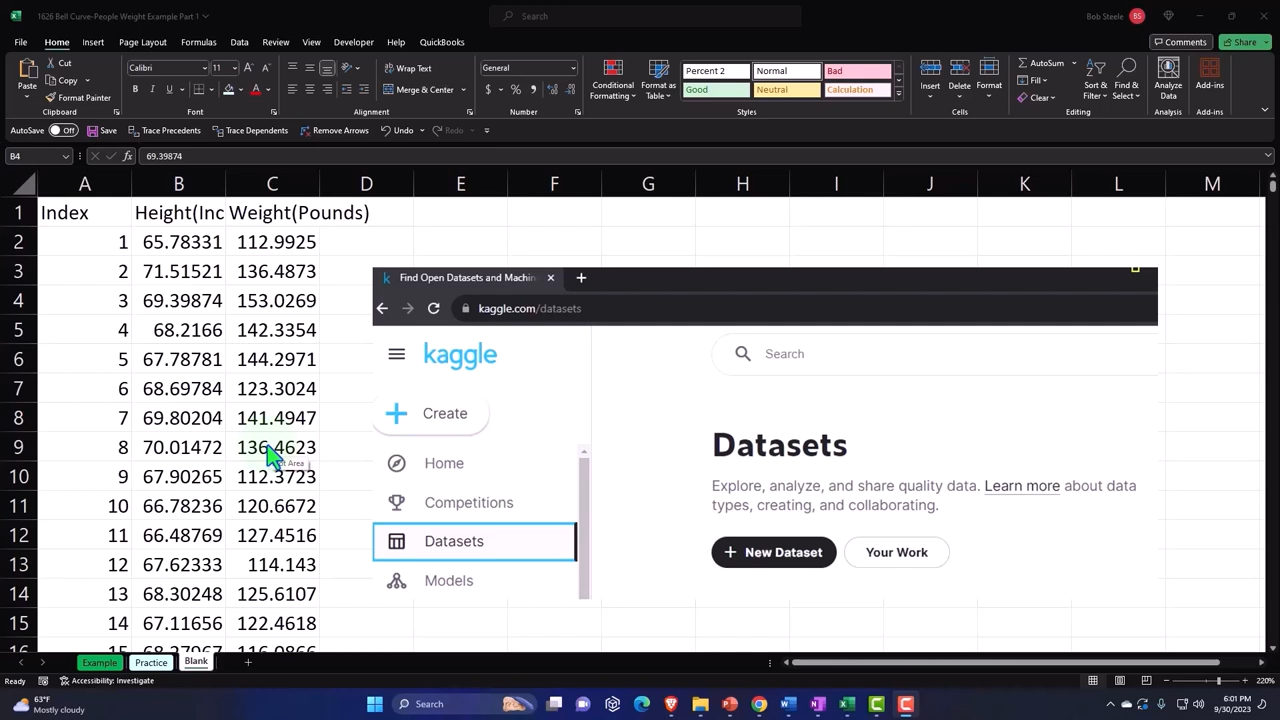 1626 Bell Curve-People Weight Example Part 1
Search
Bob Steele BS
File Home Insert Page Layout Formulas Data Review View Developer Help QuickBooks
Comments Share
Paste Cut Copy Format Painter
Calibri 11
Wrap Text
Merge & Center
General
Conditional Formatting Format as Table
Percent 2 Normal Bad
Good Neutral Calculation
Insert Delete Format
AutoSum Fill Clear
Sort & Filter Find & Select
Analyze Data
Add-ins
Clipboard Font Alignment Number Styles Cells Editing Analysis Add-ins
AutoSave Off Save Trace Precedents Trace Dependents Remove Arrows Undo Redo
B4 fx 69.39874
A B C D E F G H I J K L M
1 Index Height(Inc Weight(Pounds)
2 1 65.78331 112.9925
3 2 71.51521 136.4873
4 3 69.39874 153.0269
5 4 68.2166 142.3354
6 5 67.78781 144.2971
7 6 68.69784 123.3024
8 7 69.80204 141.4947
9 8 70.01472 136.4623
10 9 67.90265 112.3723
11 10 66.78236 120.6672
12 11 66.48769 127.4516
13 12 67.62333 114.143
14 13 68.30248 125.6107
15 14 67.11656 122.4618
16 15 68.27967 116.0866
Find Open Datasets and Machin
kaggle.com/datasets
kaggle
Search
Create
Home
Competitions
Datasets
Models
Datasets
Explore, analyze, and share quality data. Learn more about data
types, creating, and collaborating.
New Dataset Your Work
Example Practice Blank
Ready Accessibility: Investigate 220%
63°F
Mostly cloudy
Search
6:01 PM
9/30/2023